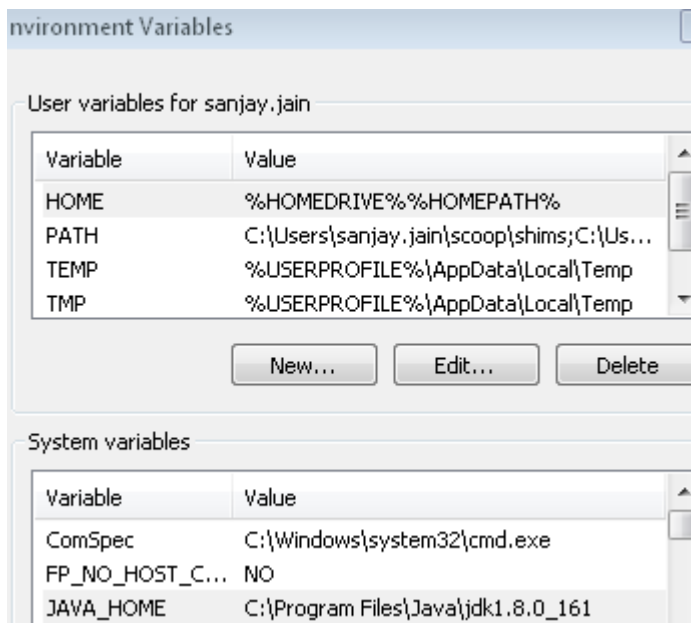 nvironment Variables
User variables for sanjay.jain
Variable Value
HOME %HOMEDRIVE%%HOMEPATH%
PATH C:\Users\sanjay.jain\scoop\shims;C:\Us...
TEMP %USERPROFILE%\AppData\Local\Temp
TMP %USERPROFILE%\AppData\Local\Temp
New... Edit... Delete
System variables
Variable Value
ComSpec C:\Windows\system32\cmd.exe
FP_NO_HOST_C... NO
JAVA_HOME C:\Program Files\Java\jdk1.8.0_161